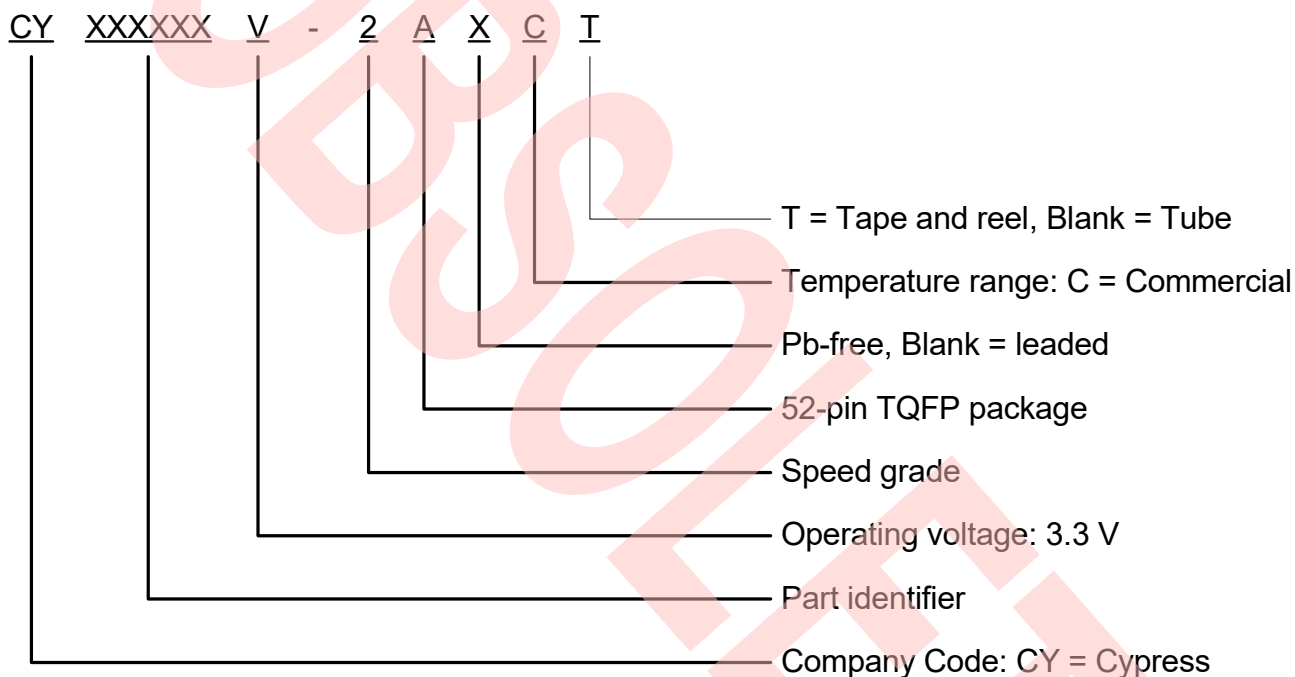 CY XXXXXX V - 2 A X C T
T = Tape and reel, Blank = Tube
Temperature range: C = Commercial
Pb-free, Blank = leaded
52-pin TQFP package
Speed grade
Operating voltage: 3.3 V
Part identifier
Company Code: CY = Cypress